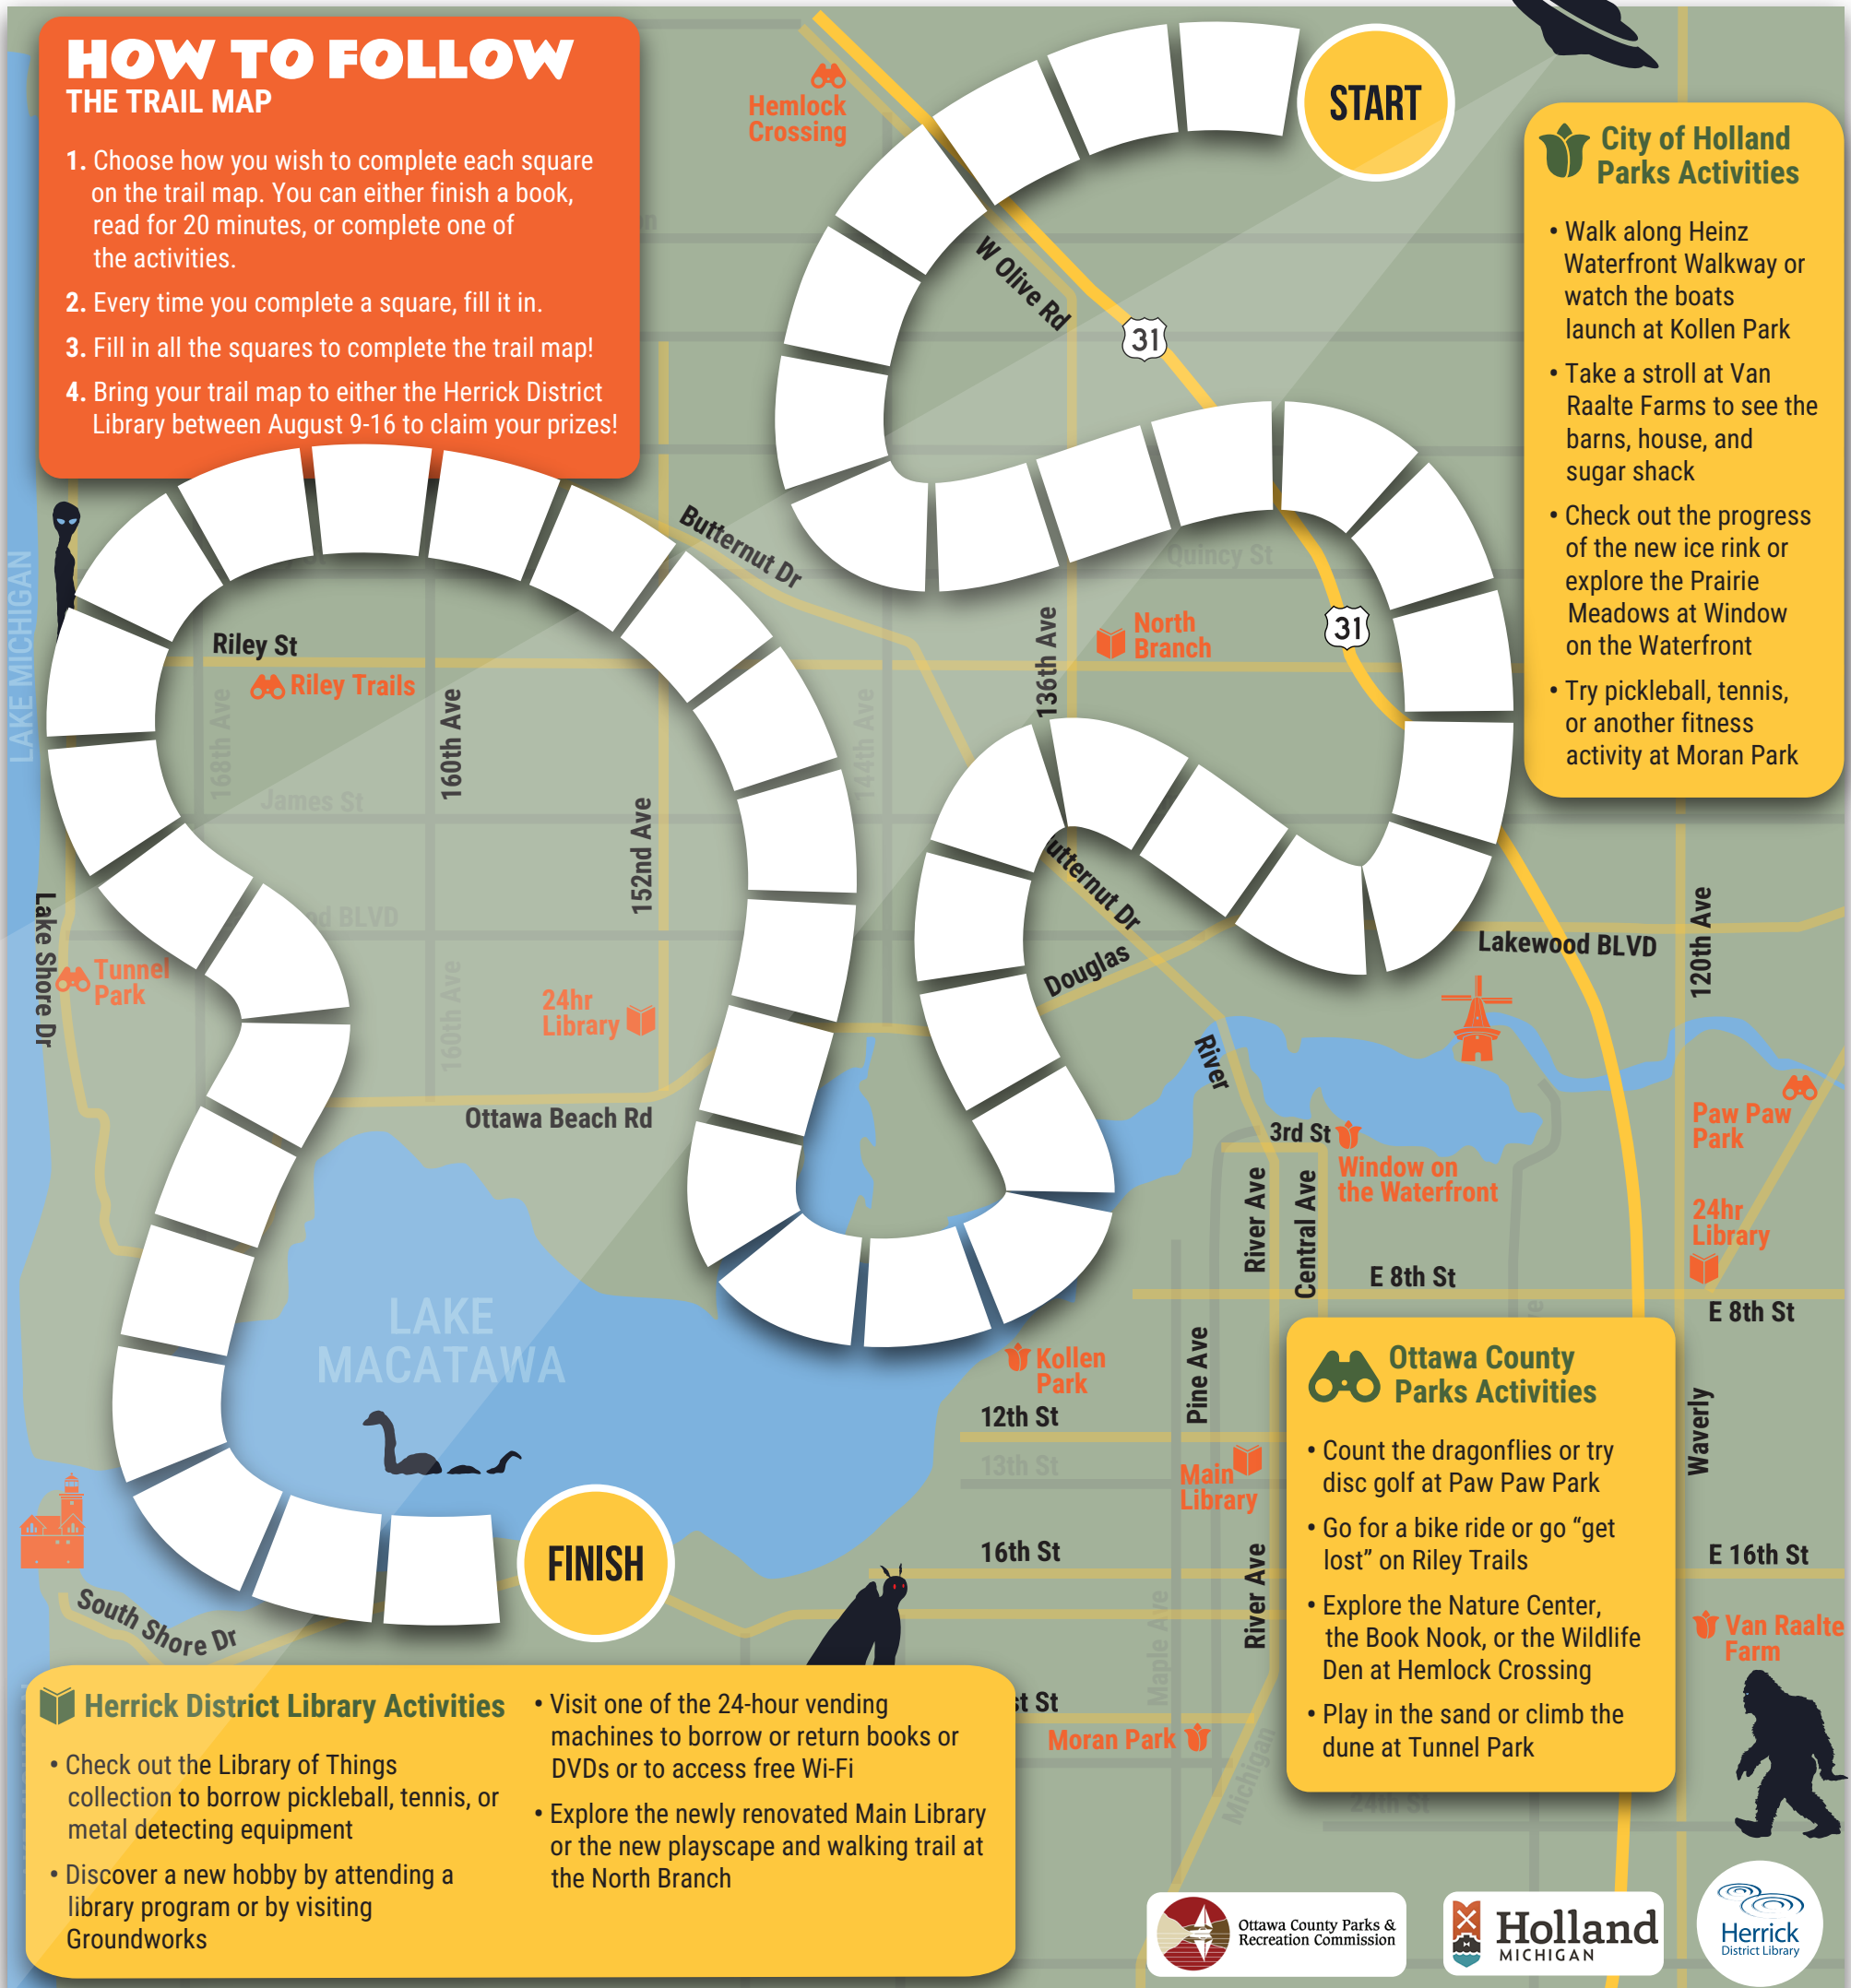 HOW TO FOLLOW
THE TRAIL MAP
1. Choose how you wish to complete each square
on the trail map. You can either finish a book,
read for 20 minutes, or complete one of
the activities.
2. Every time you complete a square, fill it in.
3. Fill in all the squares to complete the trail map!
4. Bring your trail map to either the Herrick District
Library between August 9-16 to claim your prizes!
START
Hemlock
Crossing
W Olive Rd
31
City of Holland
Parks Activities
• Walk along Heinz
Waterfront Walkway or
watch the boats
launch at Kollen Park
• Take a stroll at Van
Raalte Farms to see the
barns, house, and
sugar shack
• Check out the progress
of the new ice rink or
explore the Prairie
Meadows at Window
on the Waterfront
• Try pickleball, tennis,
or another fitness
activity at Moran Park
Butternut Dr
Quincy St
LAKE MICHIGAN
Riley St
Riley Trails
136th Ave
North
Branch
31
168th Ave
160th Ave
144th Ave
James St
152nd Ave
utternut Dr
Douglas
Lakewood BLVD
120th Ave
Lake Shore Dr
d BLVD
Tunnel
Park
160th Ave
24hr
Library
River
Ottawa Beach Rd
3rd St
Window on
the Waterfront
Paw Paw
Park
River Ave
Central Ave
24hr
Library
E 8th St
E 8th St
LAKE
MACATAWA
Kollen
Park
Pine Ave
12th St
13th St
Main
Library
Waverly
16th St
River Ave
E 16th St
FINISH
South Shore Dr
Maple Ave
Van Raalte
Farm
Ottawa County
Parks Activities
• Count the dragonflies or try
disc golf at Paw Paw Park
• Go for a bike ride or go “get
lost” on Riley Trails
• Explore the Nature Center,
the Book Nook, or the Wildlife
Den at Hemlock Crossing
• Play in the sand or climb the
dune at Tunnel Park
st St
Moran Park
Michigan
24th St
Herrick District Library Activities
• Check out the Library of Things
collection to borrow pickleball, tennis, or
metal detecting equipment
• Discover a new hobby by attending a
library program or by visiting
Groundworks
• Visit one of the 24-hour vending
machines to borrow or return books or
DVDs or to access free Wi-Fi
• Explore the newly renovated Main Library
or the new playscape and walking trail at
the North Branch
Ottawa County Parks &
Recreation Commission
Holland
MICHIGAN
Herrick
District Library